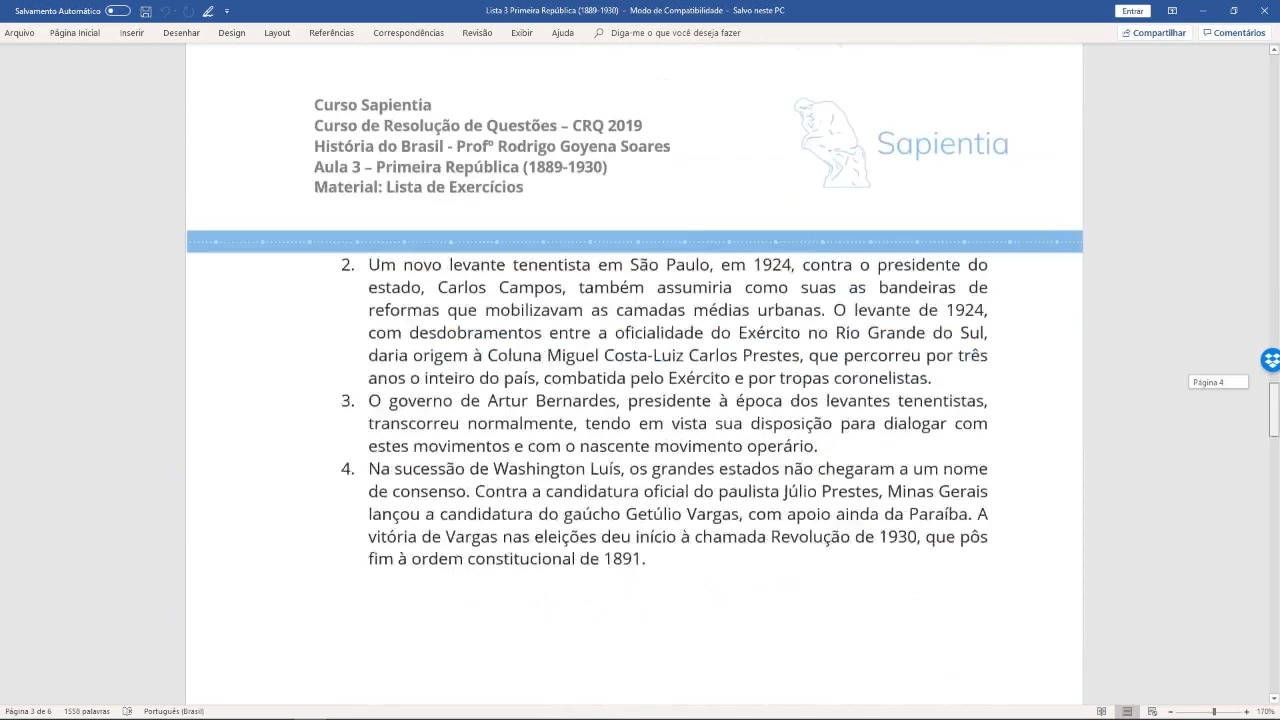 Salvamento Automático
Lista 3 Primeira República (1889-1930) - Modo de Compatibilidade - Salvo neste PC
Entrar
Arquivo Página Inicial Inserir Desenhar Design Layout Referências Correspondências Revisão Exibir Ajuda Diga-me o que você deseja fazer Compartilhar Comentários
Curso Sapientia
Curso de Resolução de Questões – CRQ 2019
História do Brasil - Profº Rodrigo Goyena Soares
Aula 3 – Primeira República (1889-1930)
Material: Lista de Exercícios
Sapientia
2. Um novo levante tenentista em São Paulo, em 1924, contra o presidente do
estado, Carlos Campos, também assumiria como suas as bandeiras de
reformas que mobilizavam as camadas médias urbanas. O levante de 1924,
com desdobramentos entre a oficialidade do Exército no Rio Grande do Sul,
daria origem à Coluna Miguel Costa-Luiz Carlos Prestes, que percorreu por três
anos o inteiro do país, combatida pelo Exército e por tropas coronelistas.
3. O governo de Artur Bernardes, presidente à época dos levantes tenentistas,
transcorreu normalmente, tendo em vista sua disposição para dialogar com
estes movimentos e com o nascente movimento operário.
4. Na sucessão de Washington Luís, os grandes estados não chegaram a um nome
de consenso. Contra a candidatura oficial do paulista Júlio Prestes, Minas Gerais
lançou a candidatura do gaúcho Getúlio Vargas, com apoio ainda da Paraíba. A
vitória de Vargas nas eleições deu início à chamada Revolução de 1930, que pôs
fim à ordem constitucional de 1891.
Página 4
Página 3 de 6 1558 palavras Português (Brasil) 170%